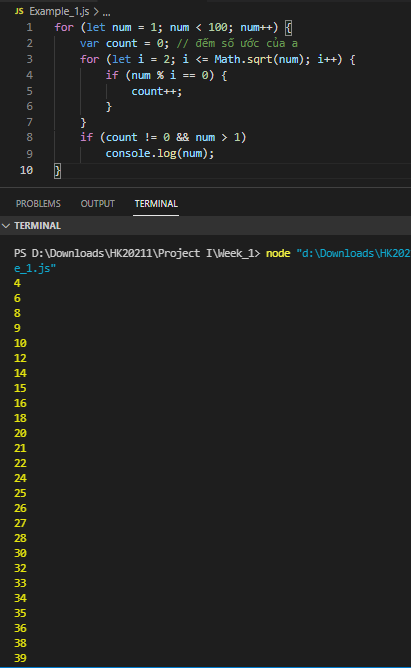 JS Example_1.js > ...
1 for (let num = 1; num < 100; num++) {
2 var count = 0; // đếm số ước của a
3 for (let i = 2; i <= Math.sqrt(num); i++) {
4 if (num % i == 0) {
5 count++;
6 }
7 }
8 if (count != 0 && num > 1)
9 console.log(num);
10 }
PROBLEMS OUTPUT TERMINAL
TERMINAL
PS D:\Downloads\HK20211\Project I\Week_1> node "d:\Downloads\HK202
e_1.js"
4
6
8
9
10
12
14
15
16
18
20
21
22
24
25
26
27
28
30
32
33
34
35
36
38
39